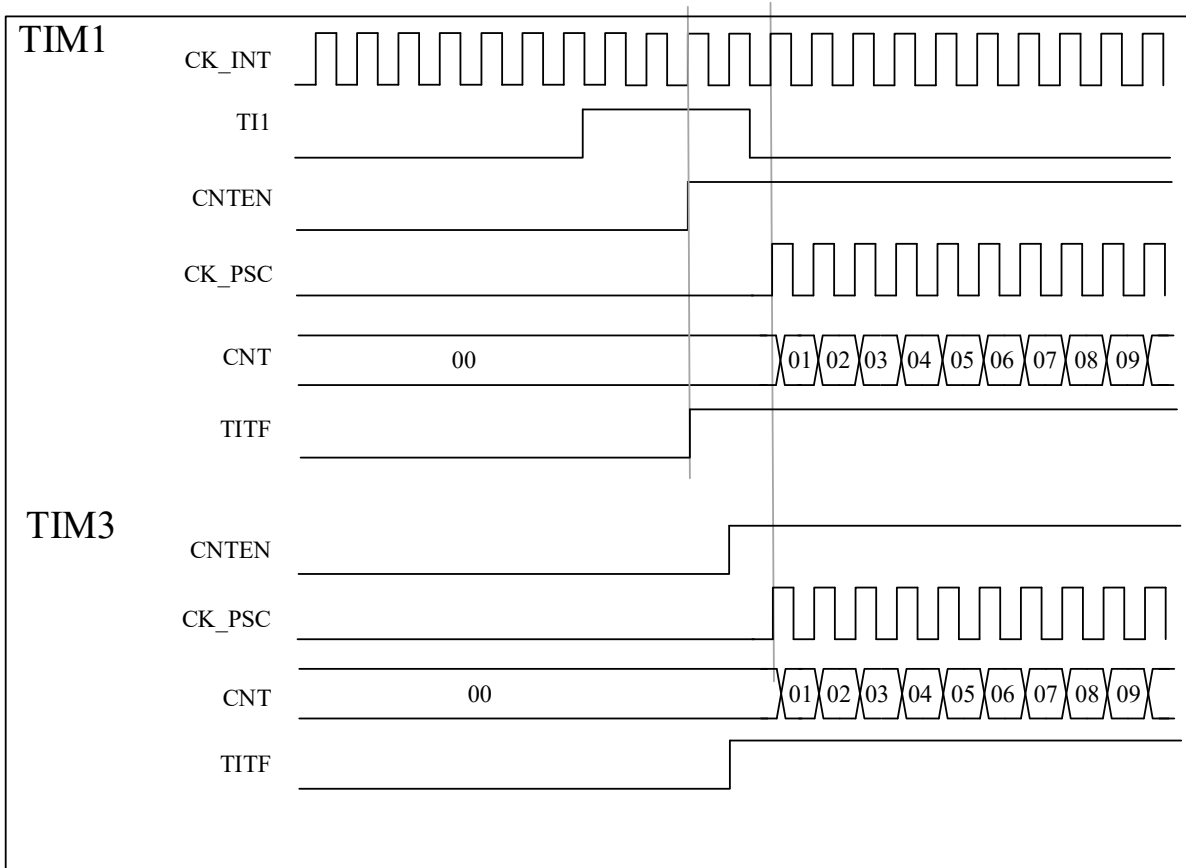 TIM1
CK_INT
TI1
CNTEN
CK_PSC
CNT 00 01 02 03 04 05 06 07 08 09
TITF
TIM3
CNTEN
CK_PSC
CNT 00 01 02 03 04 05 06 07 08 09
TITF